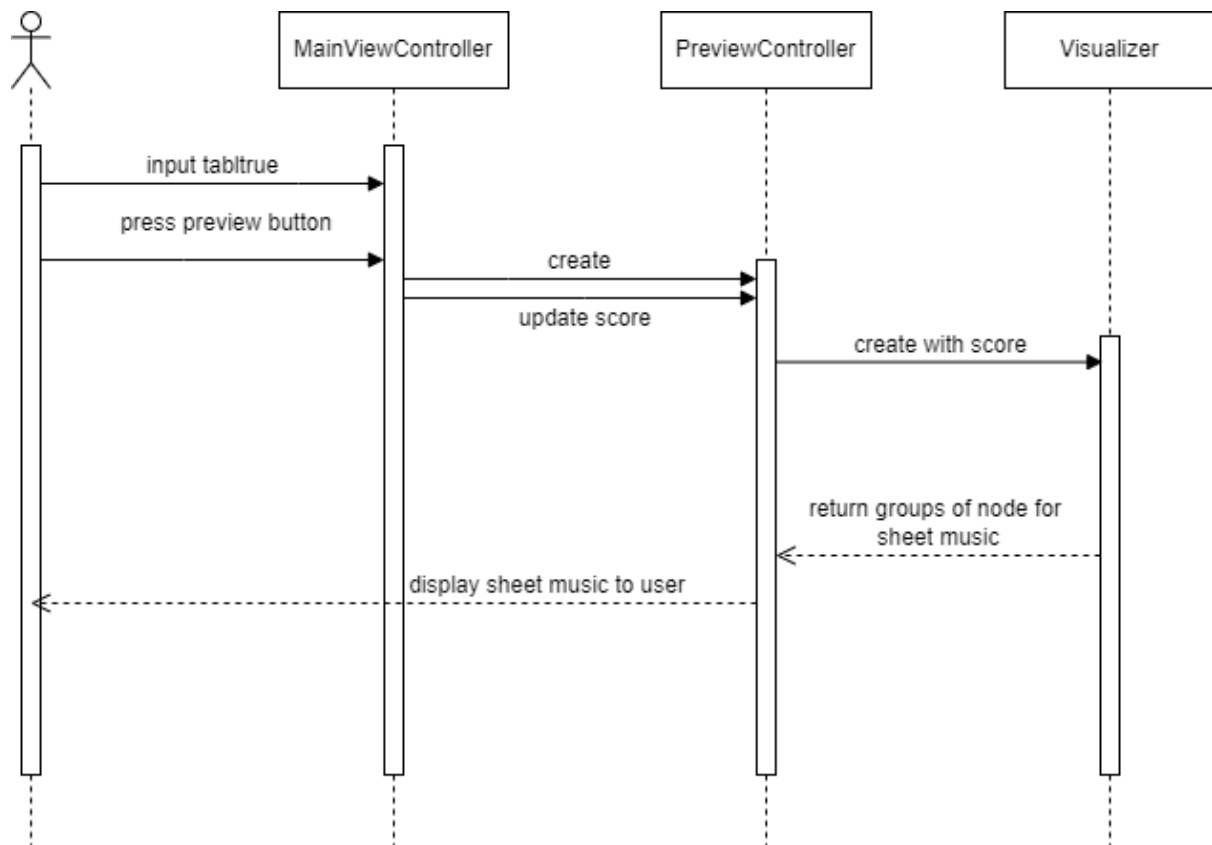 MainViewController
PreviewController
Visualizer
input tabltrue
press preview button
create
update score
create with score
return groups of node for
sheet music
display sheet music to user